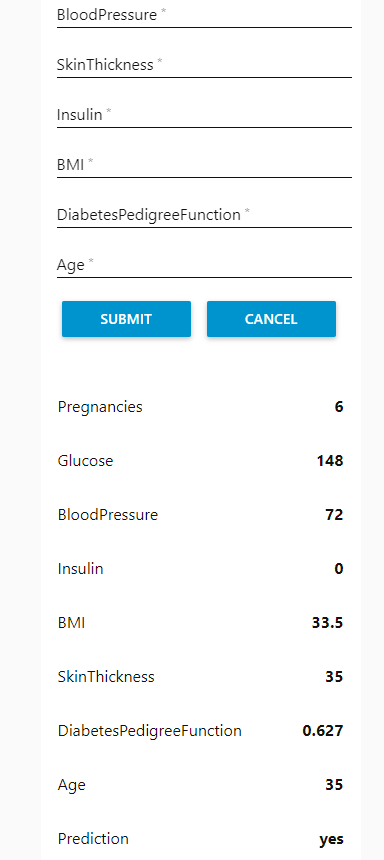 BloodPressure *
SkinThickness *
Insulin *
BMI *
DiabetesPedigreeFunction *
Age *
SUBMIT CANCEL
Pregnancies 6
Glucose 148
BloodPressure 72
Insulin 0
BMI 33.5
SkinThickness 35
DiabetesPedigreeFunction 0.627
Age 35
Prediction yes